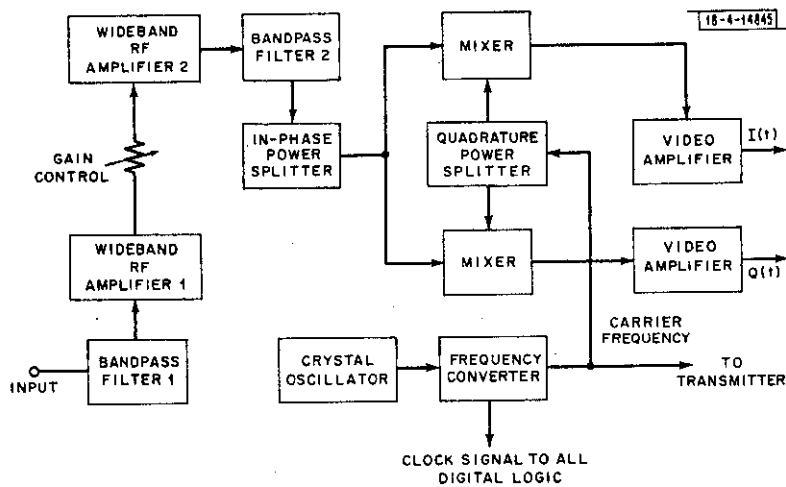 18-4-14845
WIDEBAND
RF
AMPLIFIER 2
BANDPASS
FILTER 2
MIXER
GAIN
CONTROL
IN-PHASE
POWER
SPLITTER
QUADRATURE
POWER
SPLITTER
VIDEO
AMPLIFIER
I(t)
WIDEBAND
RF
AMPLIFIER 1
MIXER
VIDEO
AMPLIFIER
Q(t)
INPUT
BANDPASS
FILTER 1
CRYSTAL
OSCILLATOR
FREQUENCY
CONVERTER
CARRIER
FREQUENCY
TO
TRANSMITTER
CLOCK SIGNAL TO ALL
DIGITAL LOGIC